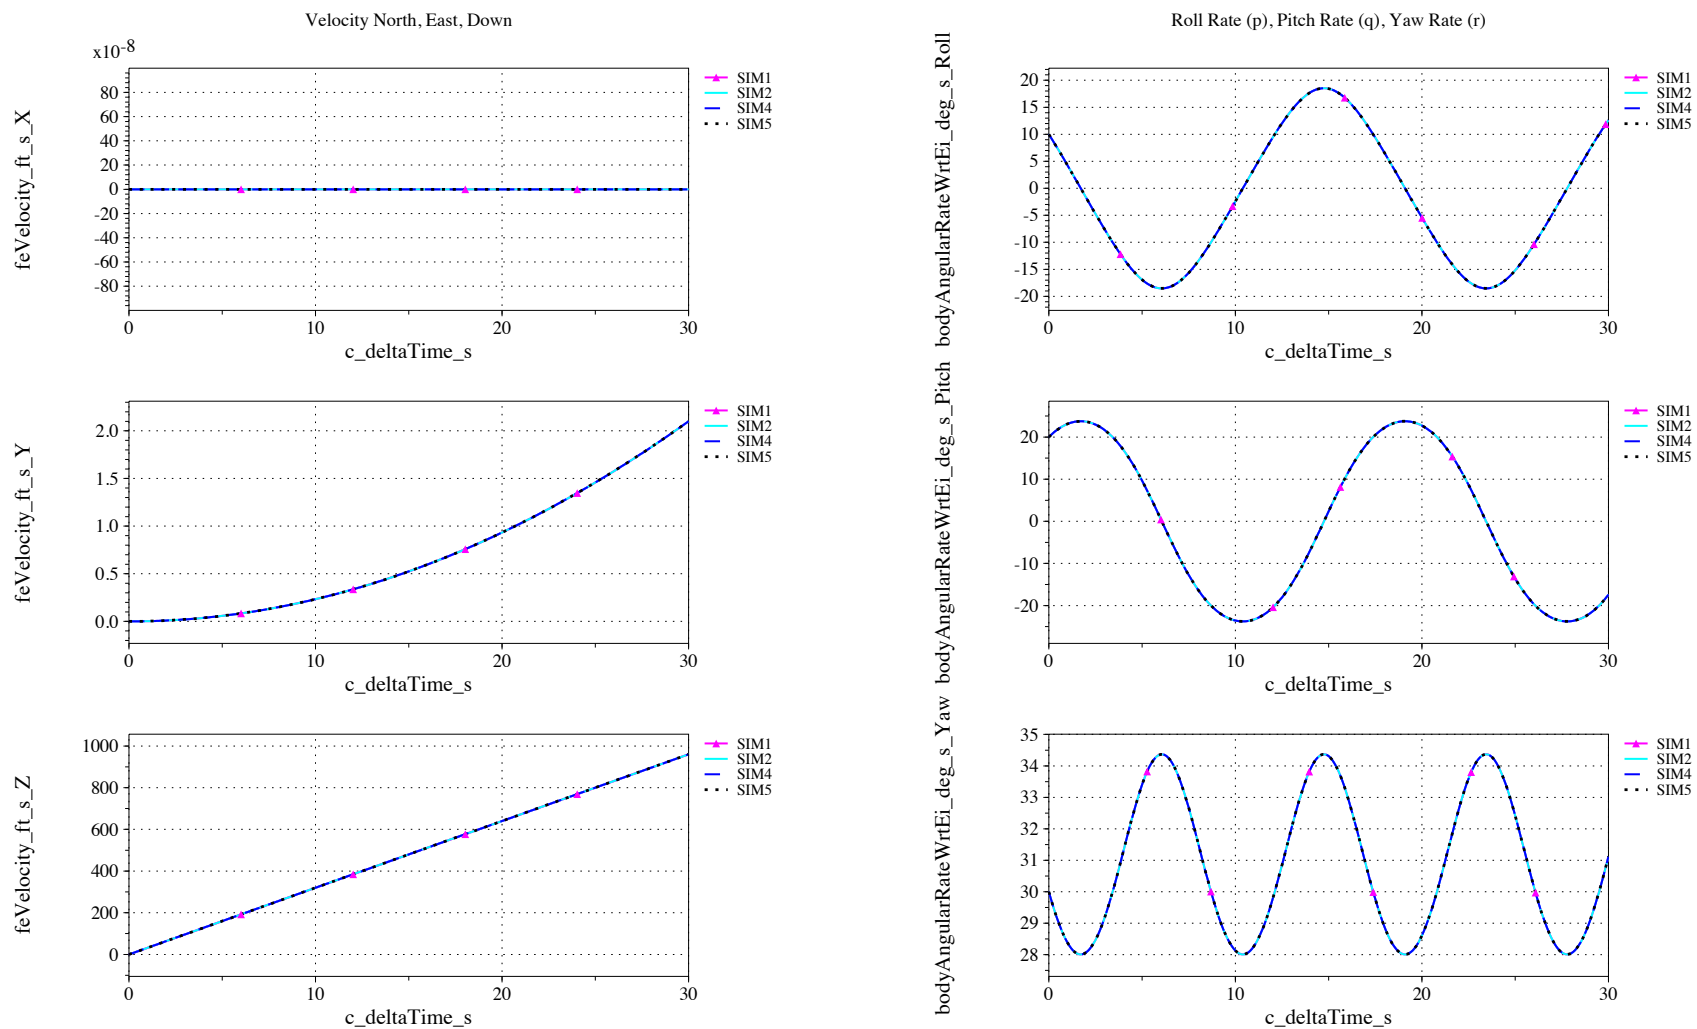 Velocity North, East, Down
x10-8
feVelocity_ft_s_X
80
60
40
20
0
-20
-40
-60
-80
0 10 20 30
c_deltaTime_s
SIM1
SIM2
SIM4
SIM5
feVelocity_ft_s_Y
2.0
1.5
1.0
0.5
0.0
0 10 20 30
c_deltaTime_s
SIM1
SIM2
SIM4
SIM5
feVelocity_ft_s_Z
1000
800
600
400
200
0
0 10 20 30
c_deltaTime_s
SIM1
SIM2
SIM4
SIM5
Roll Rate (p), Pitch Rate (q), Yaw Rate (r)
bodyAngularRateWrtEi_deg_s_Roll
20
15
10
5
0
-5
-10
-15
-20
0 10 20 30
c_deltaTime_s
SIM1
SIM2
SIM4
SIM5
bodyAngularRateWrtEi_deg_s_Pitch
20
10
0
-10
-20
0 10 20 30
c_deltaTime_s
SIM1
SIM2
SIM4
SIM5
bodyAngularRateWrtEi_deg_s_Yaw
35
34
33
32
31
30
29
28
0 10 20 30
c_deltaTime_s
SIM1
SIM2
SIM4
SIM5